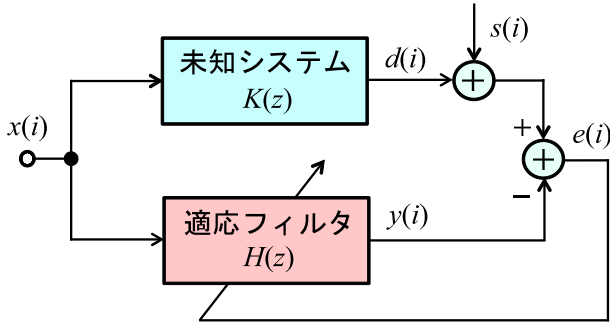 s(i)
未知システム
K(z)
d(i)
+
x(i)
+
e(i)
+
−
適応フィルタ
H(z)
y(i)